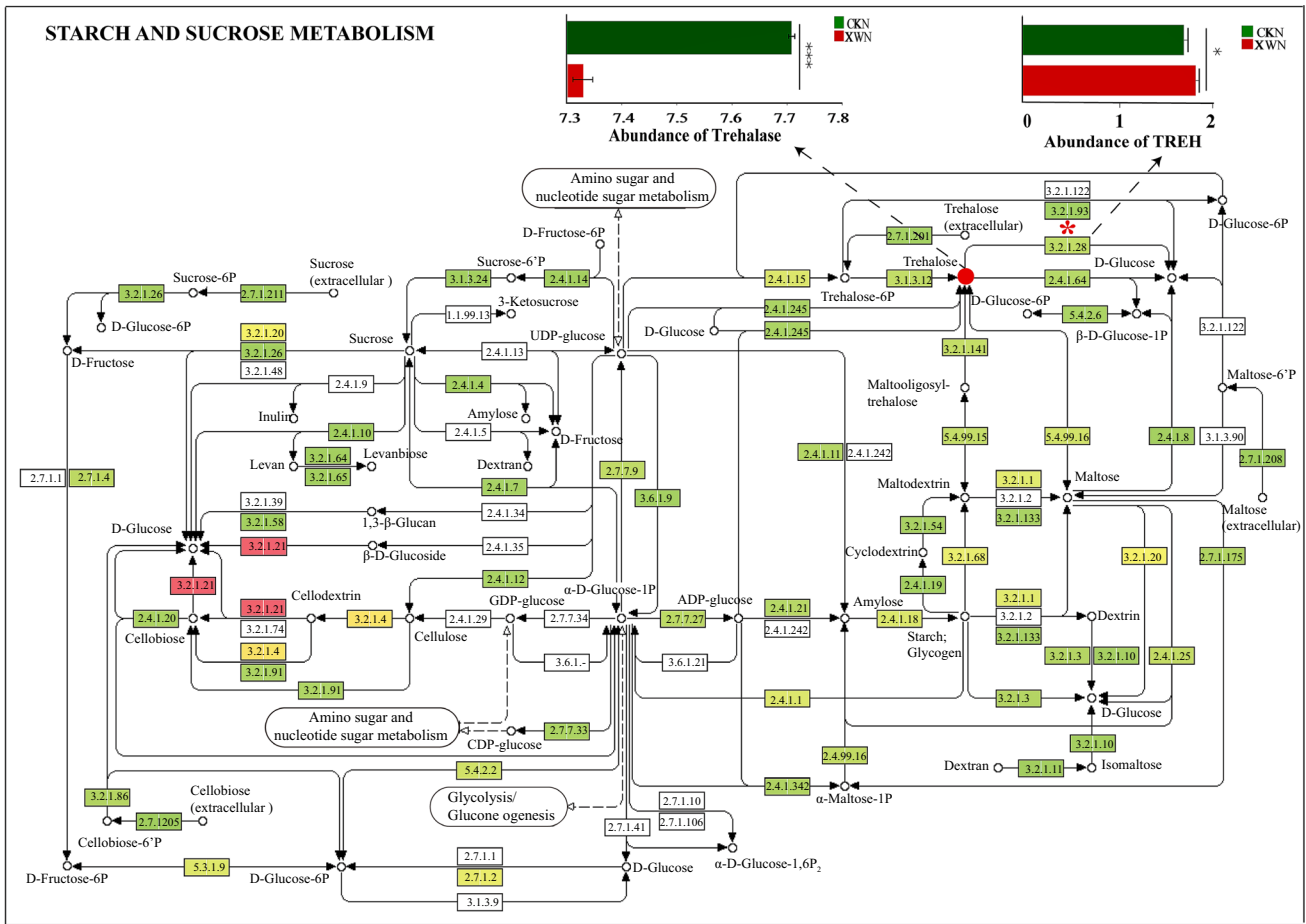 STARCH AND SUCROSE METABOLISM
CKN
XWN
***
7.3
7.4
7.6
7.7
7.8
Abundance of Trehalase
CKN
XWN
*
0
1
2
Abundance of TREH
Amino sugar and
nucleotide sugar metabolism
3.2.1.122
3.2.1.93
D-Glucose-6P
Trehalose
(extracellular)
*
2.7.1.201
3.2.1.28
D-Fructose-6P
Sucrose-6'P
3.1.3.24
2.4.1.14
Trehalose
D-Glucose
Sucrose-6P
Sucrose
(extracellular )
3.2.1.26
2.7.1.211
2.4.1.15
3.1.3.12
2.4.1.64
Trehalose-6P
D-Glucose-6P
3-Ketosucrose
1.1.99.13
D-Glucose-6P
2.4.1.245
D-Glucose
2.4.1.245
5.4.2.6
β-D-Glucose-1P
3.2.1.122
3.2.1.20
Sucrose
UDP-glucose
3.2.1.26
2.4.1.13
3.2.1.141
D-Fructose
3.2.1.48
Maltose-6'P
2.4.1.9
2.4.1.4
Maltooligosyl-
trehalose
Inulin
Amylose
2.4.1.10
2.4.1.5
D-Fructose
5.4.99.15
5.4.99.16
2.4.1.8
3.1.3.90
2.4.1.11
2.4.1.242
3.2.1.64
Levanbiose
Levan
3.2.1.65
Dextran
2.7.1.208
2.7.1.1
2.7.1.4
2.7.7.9
2.4.1.7
3.6.1.9
Maltodextrin
3.2.1.1
Maltose
3.2.1.2
3.2.1.133
Maltose
(extracellular)
3.2.1.39
1,3-β-Glucan
2.4.1.34
3.2.1.58
D-Glucose
3.2.1.54
3.2.1.21
β-D-Glucoside
2.4.1.35
Cyclodextrin
3.2.1.68
3.2.1.20
2.7.1.175
3.2.1.21
2.4.1.12
2.4.1.19
Cellodextrin
GDP-glucose
α-D-Glucose-1P
ADP-glucose
3.2.1.21
2.4.1.21
Amylose
3.2.1.1
2.4.1.20
3.2.1.74
3.2.1.4
2.4.1.29
2.7.7.34
2.7.7.27
2.4.1.242
2.4.1.18
3.2.1.2
Dextrin
Cellobiose
Cellulose
Starch;
Glycogen
3.2.1.133
3.2.1.4
3.2.1.91
3.6.1.-
3.6.1.21
3.2.1.3
3.2.1.10
2.4.1.25
3.2.1.91
2.4.1.1
3.2.1.3
D-Glucose
Amino sugar and
nucleotide sugar metabolism
2.7.7.33
CDP-glucose
3.2.1.10
2.4.99.16
Dextran
3.2.1.11
Isomaltose
5.4.2.2
2.4.1.342
α-Maltose-1P
3.2.1.86
Cellobiose
(extracellular )
2.7.1205
Cellobiose-6'P
Glycolysis/
Glucone ogenesis
2.7.1.10
2.7.1.106
2.7.1.41
α-D-Glucose-1,6P2
2.7.1.1
5.3.1.9
2.7.1.2
D-Glucose
D-Fructose-6P
D-Glucose-6P
3.1.3.9